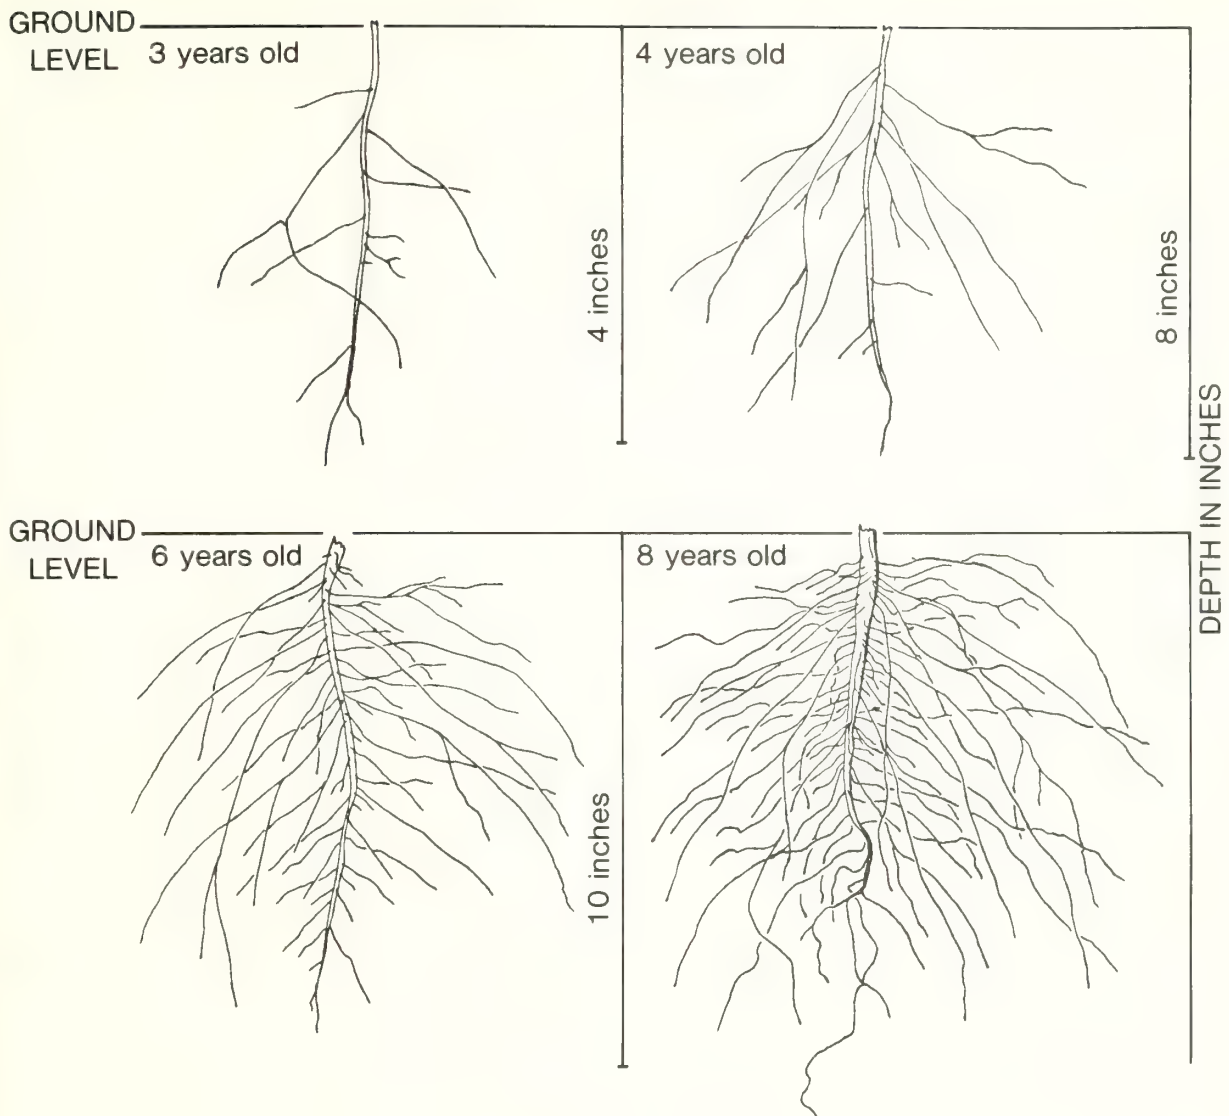 GROUND
LEVEL
3 years old
4 years old
4 inches
8 inches
DEPTH IN INCHES
GROUND
LEVEL
6 years old
8 years old
10 inches